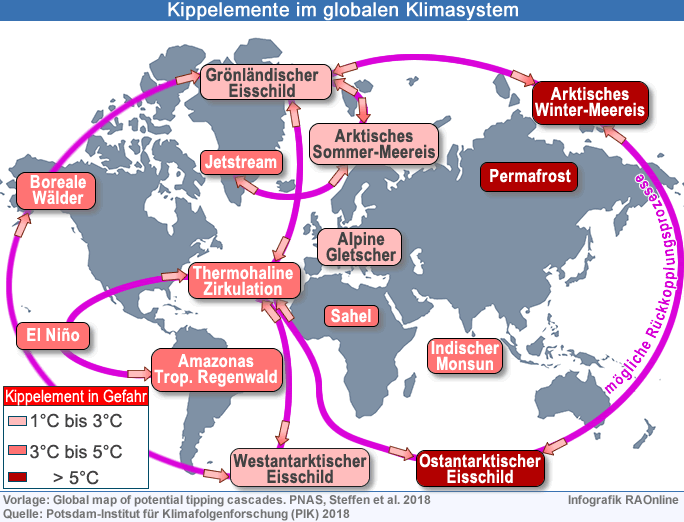 Kippelemente im globalen Klimasystem
Grönländischer
Eisschild
Arktisches
Winter-Meereis
Arktisches
Sommer-Meereis
Jetstream
Permafrost
Boreale
Wälder
mögliche Rückkopplungsprozesse
Alpine
Gletscher
Thermohaline
Zirkulation
Sahel
El Niño
Indischer
Monsun
Amazonas
Trop. Regenwald
Kippelement in Gefahr
1°C bis 3°C
3°C bis 5°C
> 5°C
Westantarktischer
Eisschild
Ostantarktischer
Eisschild
Vorlage: Global map of potential tipping cascades. PNAS, Steffen et al. 2018
Infografik RAOnline
Quelle: Potsdam-Institut für Klimafolgenforschung (PIK) 2018